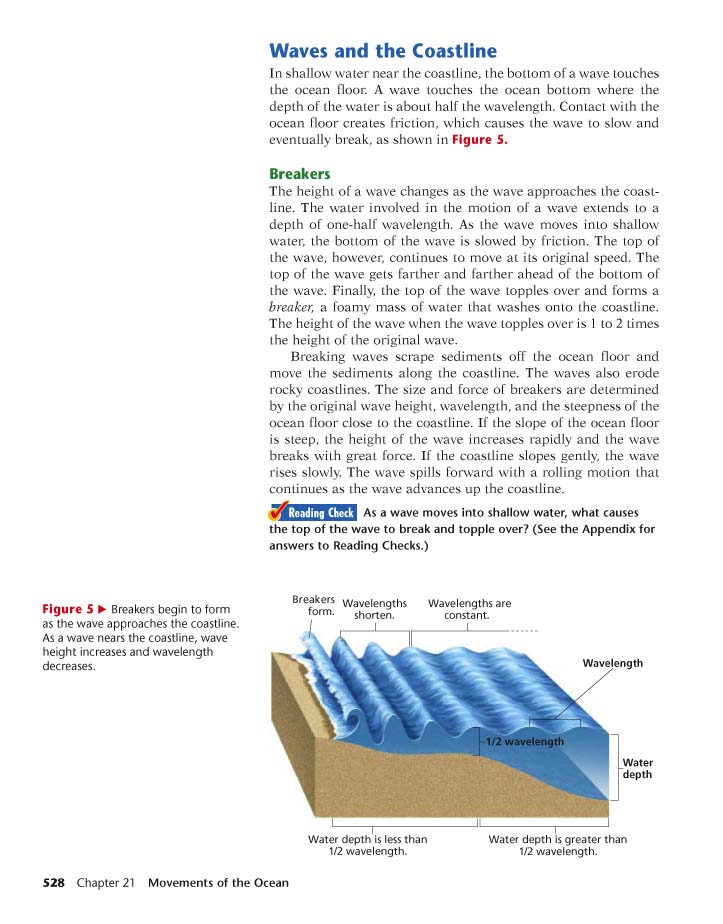 Waves and the Coastline
In shallow water near the coastline, the bottom of a wave touches
the ocean floor. A wave touches the ocean bottom where the
depth of the water is about half the wavelength. Contact with the
ocean floor creates friction, which causes the wave to slow and
eventually break, as shown in Figure 5.
Breakers
The height of a wave changes as the wave approaches the coast-
line. The water involved in the motion of a wave extends to a
depth of one-half wavelength. As the wave moves into shallow
water, the bottom of the wave is slowed by friction. The top of
the wave, however, continues to move at its original speed. The
top of the wave gets farther and farther ahead of the bottom of
the wave. Finally, the top of the wave topples over and forms a
breaker, a foamy mass of water that washes onto the coastline.
The height of the wave when the wave topples over is 1 to 2 times
the height of the original wave.
Breaking waves scrape sediments off the ocean floor and
move the sediments along the coastline. The waves also erode
rocky coastlines. The size and force of breakers are determined
by the original wave height, wavelength, and the steepness of the
ocean floor close to the coastline. If the slope of the ocean floor
is steep, the height of the wave increases rapidly and the wave
breaks with great force. If the coastline slopes gently, the wave
rises slowly. The wave spills forward with a rolling motion that
continues as the wave advances up the coastline.
Reading Check As a wave moves into shallow water, what causes
the top of the wave to break and topple over? (See the Appendix for
answers to Reading Checks.)
Figure 5 ▶ Breakers begin to form
as the wave approaches the coastline.
As a wave nears the coastline, wave
height increases and wavelength
decreases.
Breakers
form.
Wavelengths
shorten.
Wavelengths are
constant.
Wavelength
1/2 wavelength
Water
depth
Water depth is less than
1/2 wavelength.
Water depth is greater than
1/2 wavelength.
528 Chapter 21 Movements of the Ocean